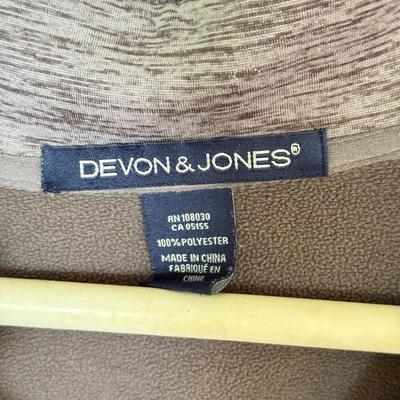 DEVON & JONES®
RN 108030
CA 05155
100% POLYESTER
MADE IN CHINA
FABRIQUÉ EN
CHINE